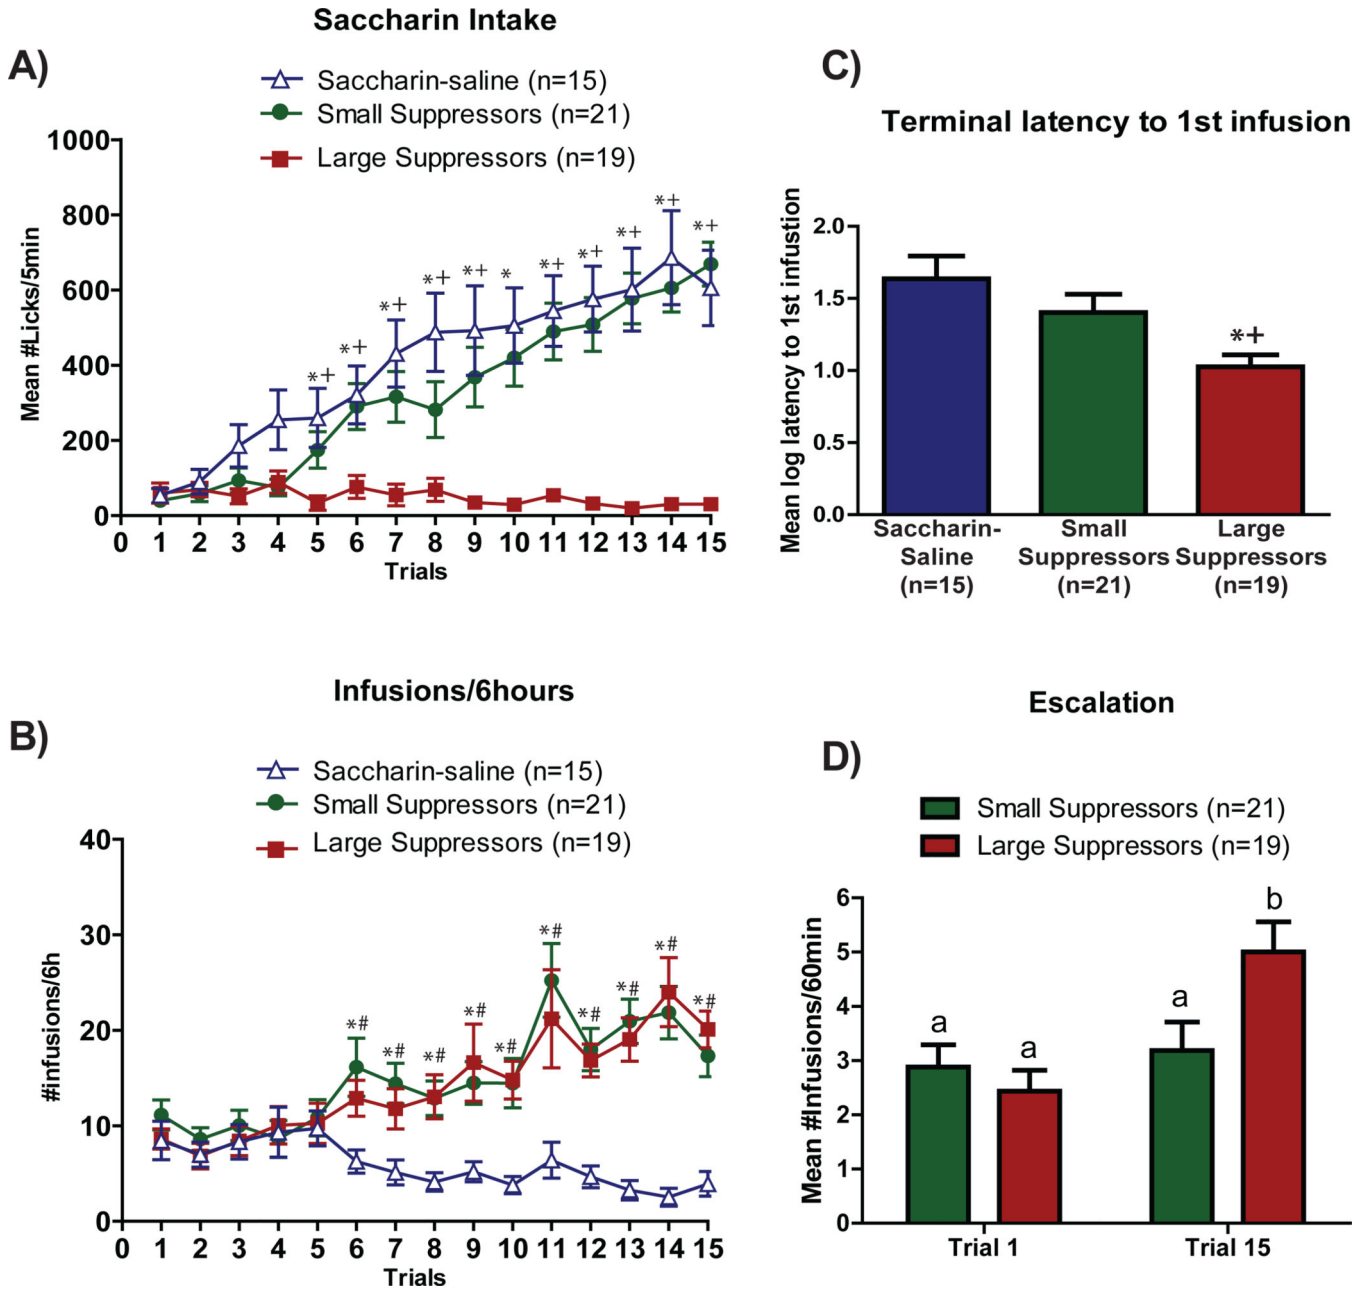 Saccharin Intake
A)
Saccharin-saline (n=15)
Small Suppressors (n=21)
Large Suppressors (n=19)
Mean #Licks/5min
1000
800
600
400
200
0
*+
*+
*+
*+
*+
*
*+
*+
*+
*+
*+
0 1 2 3 4 5 6 7 8 9 10 11 12 13 14 15
Trials
C)
Terminal latency to 1st infusion
Mean log latency to 1st infustion
2.0
1.5
1.0
0.5
0.0
*+
Saccharin-
Saline
(n=15)
Small
Suppressors
(n=21)
Large
Suppressors
(n=19)
Infusions/6hours
B)
Saccharin-saline (n=15)
Small Suppressors (n=21)
Large Suppressors (n=19)
#infusions/6h
40
30
20
10
0
*#
*#
*#
*#
*#
*#
*#
*#
*#
*#
0 1 2 3 4 5 6 7 8 9 10 11 12 13 14 15
Trials
Escalation
D)
Small Suppressors (n=21)
Large Suppressors (n=19)
Mean #Infusions/60min
6
5
4
3
2
1
0
a
a
a
b
Trial 1
Trial 15